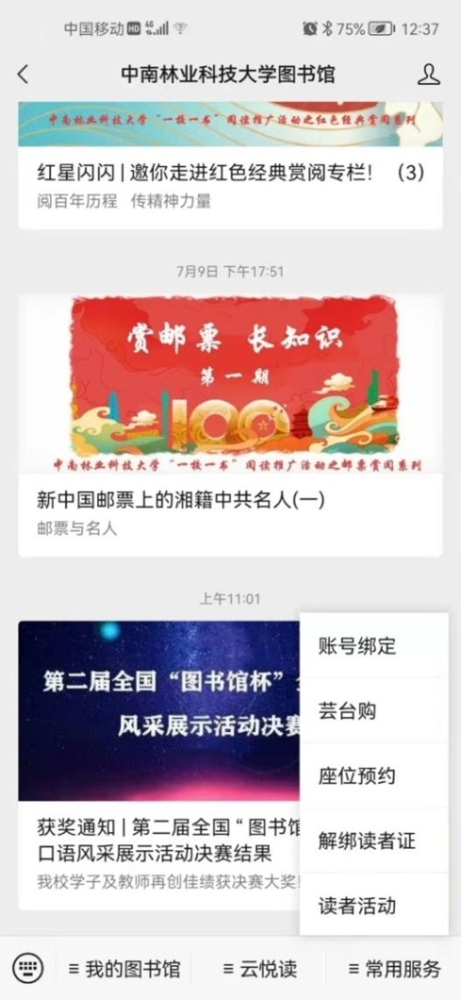 中国移动 HD 4G 75% 12:37
中南林业科技大学图书馆
中南林业科技大学“一校一书”阅读推广活动之红色经典赏阅系列
红星闪闪 | 邀你走进红色经典赏阅专栏！（3）
阅百年历程 传精神力量
7月9日 下午17:51
赏邮票 长知识
第一期
100
中南林业科技大学“一校一书”阅读推广活动之邮票赏阅系列
新中国邮票上的湘籍中共名人(一)
邮票与名人
上午11:01
第二届全国“图书馆杯”
风采展示活动决赛
获奖通知 | 第二届全国“图书馆
口语风采展示活动决赛结果
我校学子及教师再创佳绩获决赛大奖!
账号绑定
芸台购
座位预约
解绑读者证
读者活动
我的图书馆
云悦读
常用服务